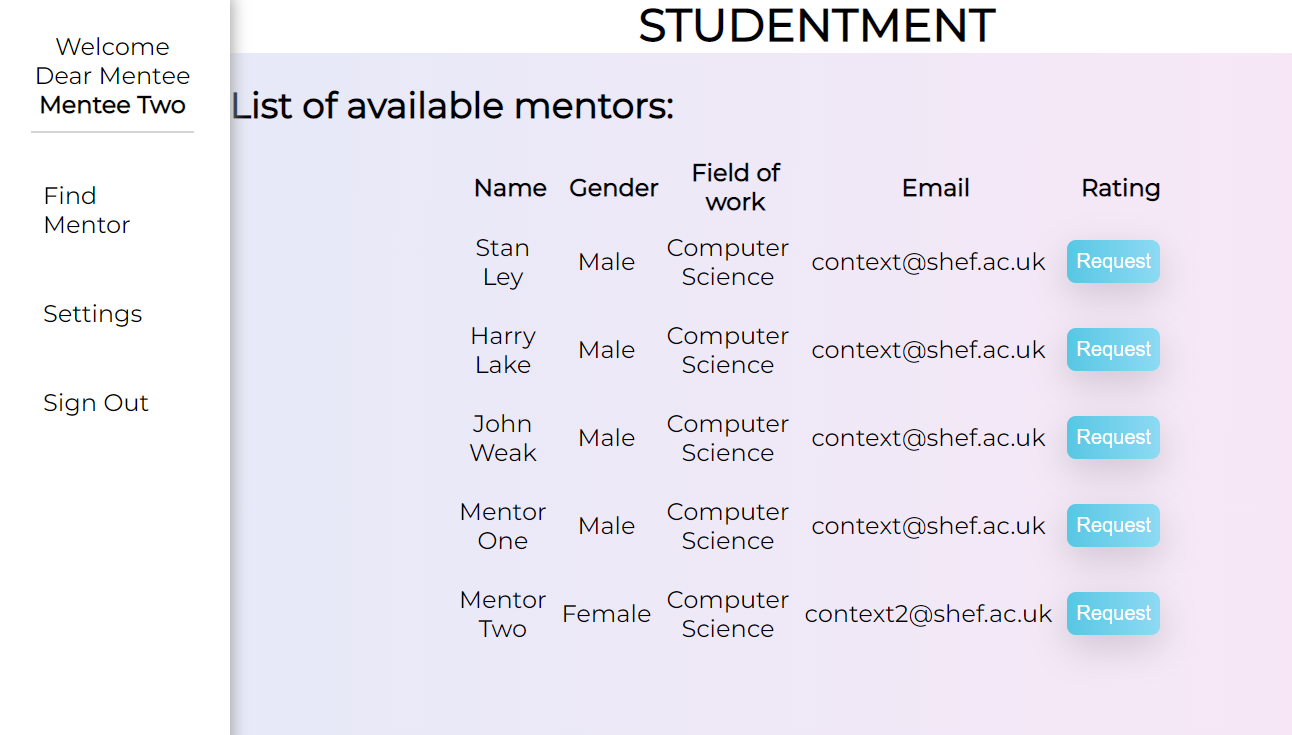 STUDENTMENT
Welcome
Dear Mentee
Mentee Two
Find
Mentor
Settings
Sign Out
List of available mentors:
Name Gender Field of work Email Rating
Stan Ley Male Computer Science context@shef.ac.uk Request
Harry Lake Male Computer Science context@shef.ac.uk Request
John Weak Male Computer Science context@shef.ac.uk Request
Mentor One Male Computer Science context@shef.ac.uk Request
Mentor Two Female Computer Science context2@shef.ac.uk Request